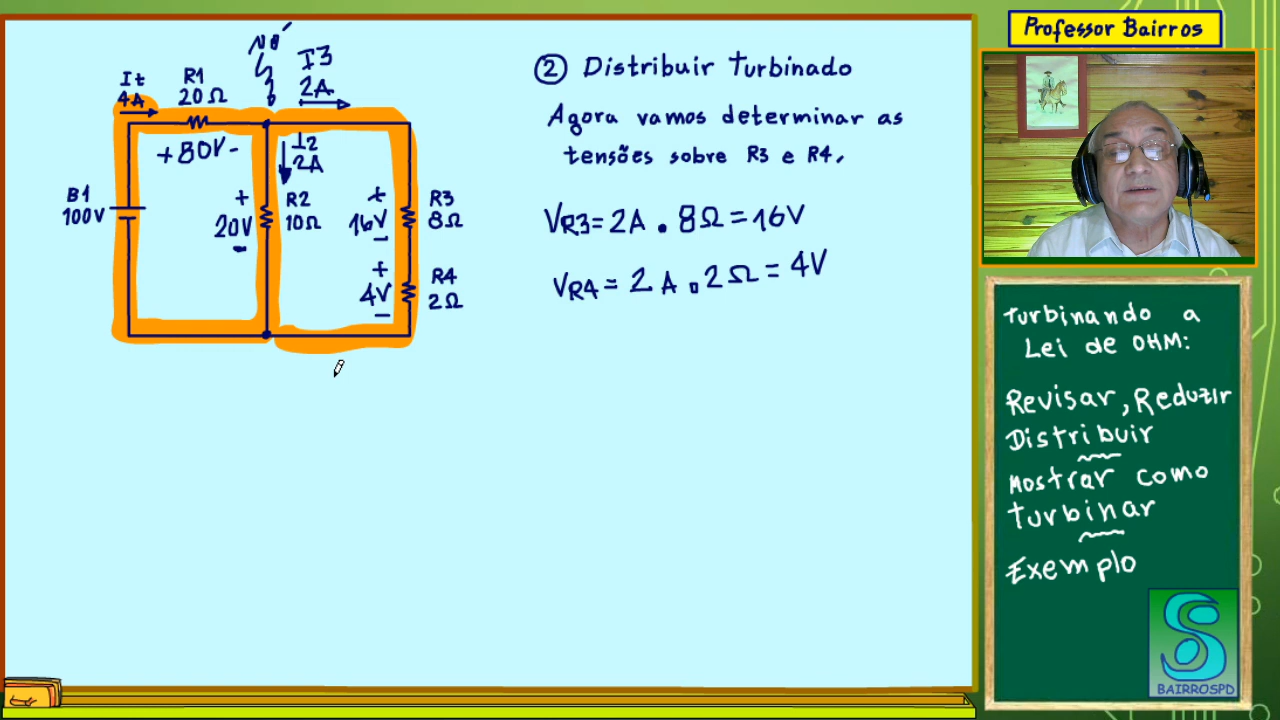 NÓ
I3
2A
It
4A
R1
20Ω
+80V-
I2
2A
B1
100V
+
20V
-
R2
10Ω
+
16V
-
R3
8Ω
+
4V
-
R4
2Ω
2 Distribuir Turbinado
Agora vamos determinar as
tensões sobre R3 e R4.
VR3=2A . 8Ω=16V
VR4= 2A.2Ω=4V
Professor Bairros
Turbinando a
Lei de OHM:
Revisar, Reduzir
Distribuir
Mostrar como
Turbinar
Exemplo
BAIRROSPD